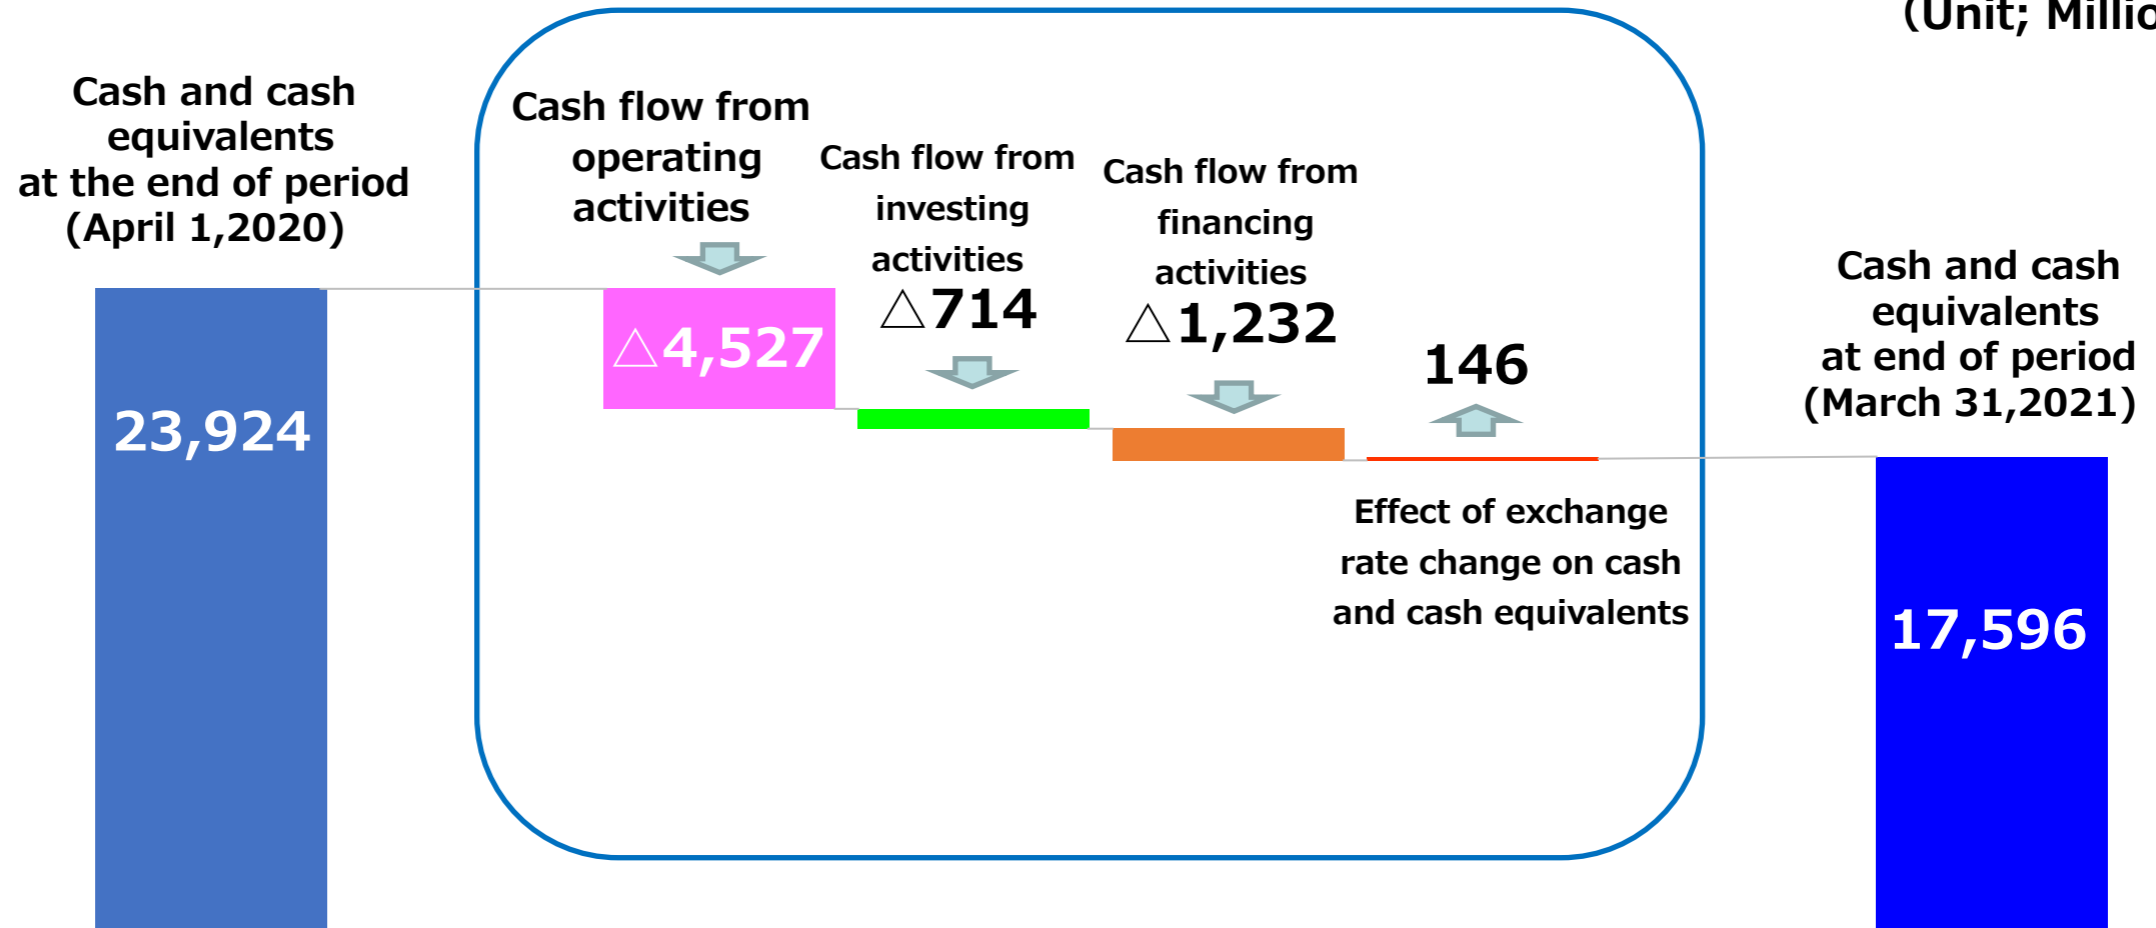 (Unit; Millio
Cash and cash
equivalents
at the end of period
(April 1,2020)
23,924
Cash flow from
operating
activities
△4,527
Cash flow from
investing
activities
△714
Cash flow from
financing
activities
△1,232
146
Effect of exchange
rate change on cash
and cash equivalents
Cash and cash
equivalents
at end of period
(March 31,2021)
17,596